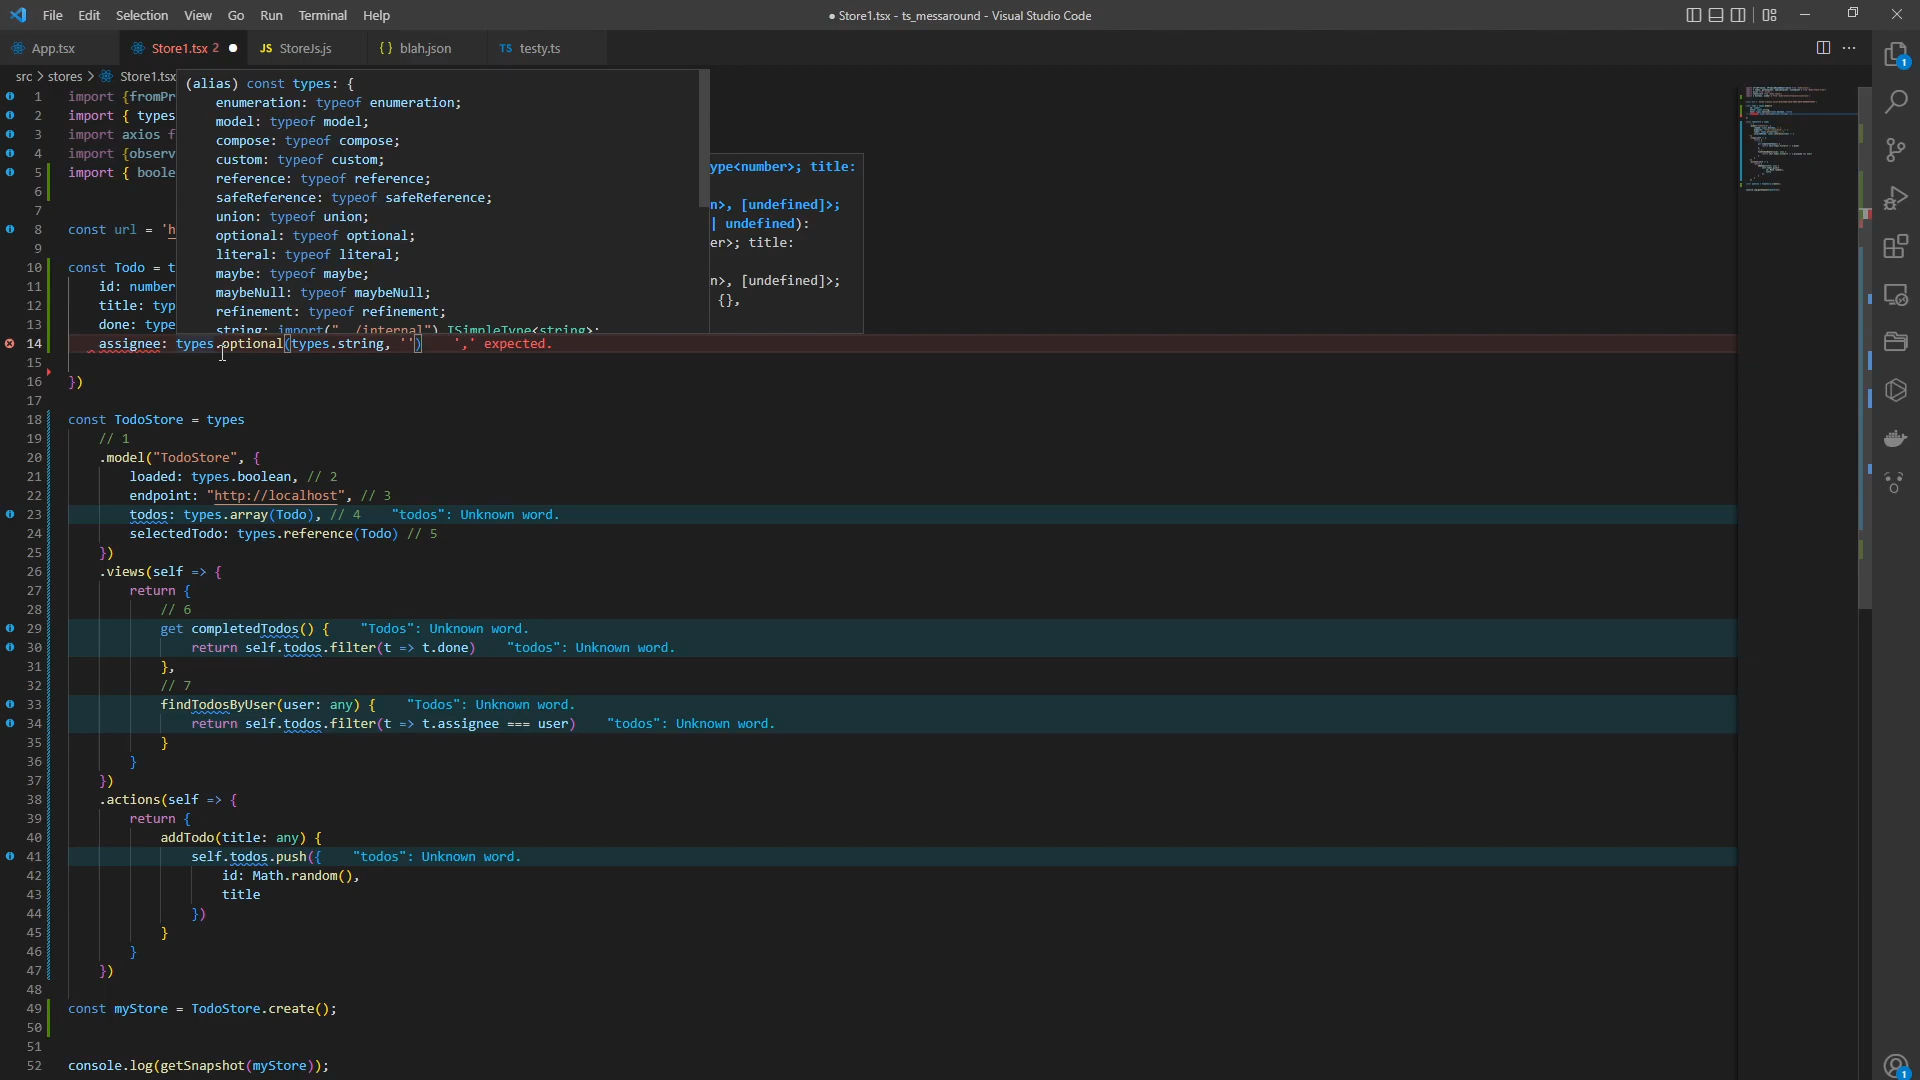 File Edit Selection View Go Run Terminal Help
● Store1.tsx - ts_messaround - Visual Studio Code
App.tsx
Store1.tsx 2
JS StoreJs.js
{ } blah.json
TS testy.ts
src > stores > Store1.tsx
(alias) const types: {
enumeration: typeof enumeration;
model: typeof model;
compose: typeof compose;
custom: typeof custom;
reference: typeof reference;
safeReference: typeof safeReference;
union: typeof union;
optional: typeof optional;
literal: typeof literal;
maybe: typeof maybe;
maybeNull: typeof maybeNull;
refinement: typeof refinement;
string: import("../internal").ISimpleType<string>;
ype<number>; title:
n>, [undefined]>;
| undefined):
er>; title:
n>, [undefined]>;
{},
1 import {fromPr
2 import { types
3 import axios f
4 import {observ
5 import { boole
6
7
8 const url = 'h
9
10 const Todo = t
11 id: number
12 title: typ
13 done: type
14 assignee: types.optional(types.string, '') ',' expected.
15
16 })
17
18 const TodoStore = types
19 // 1
20 .model("TodoStore", {
21 loaded: types.boolean, // 2
22 endpoint: "http://localhost", // 3
23 todos: types.array(Todo), // 4 "todos": Unknown word.
24 selectedTodo: types.reference(Todo) // 5
25 })
26 .views(self => {
27 return {
28 // 6
29 get completedTodos() { "Todos": Unknown word.
30 return self.todos.filter(t => t.done) "todos": Unknown word.
31 },
32 // 7
33 findTodosByUser(user: any) { "Todos": Unknown word.
34 return self.todos.filter(t => t.assignee === user) "todos": Unknown word.
35 }
36 }
37 })
38 .actions(self => {
39 return {
40 addTodo(title: any) {
41 self.todos.push({ "todos": Unknown word.
42 id: Math.random(),
43 title
44 })
45 }
46 }
47 })
48
49 const myStore = TodoStore.create();
50
51
52 console.log(getSnapshot(myStore));
1
1